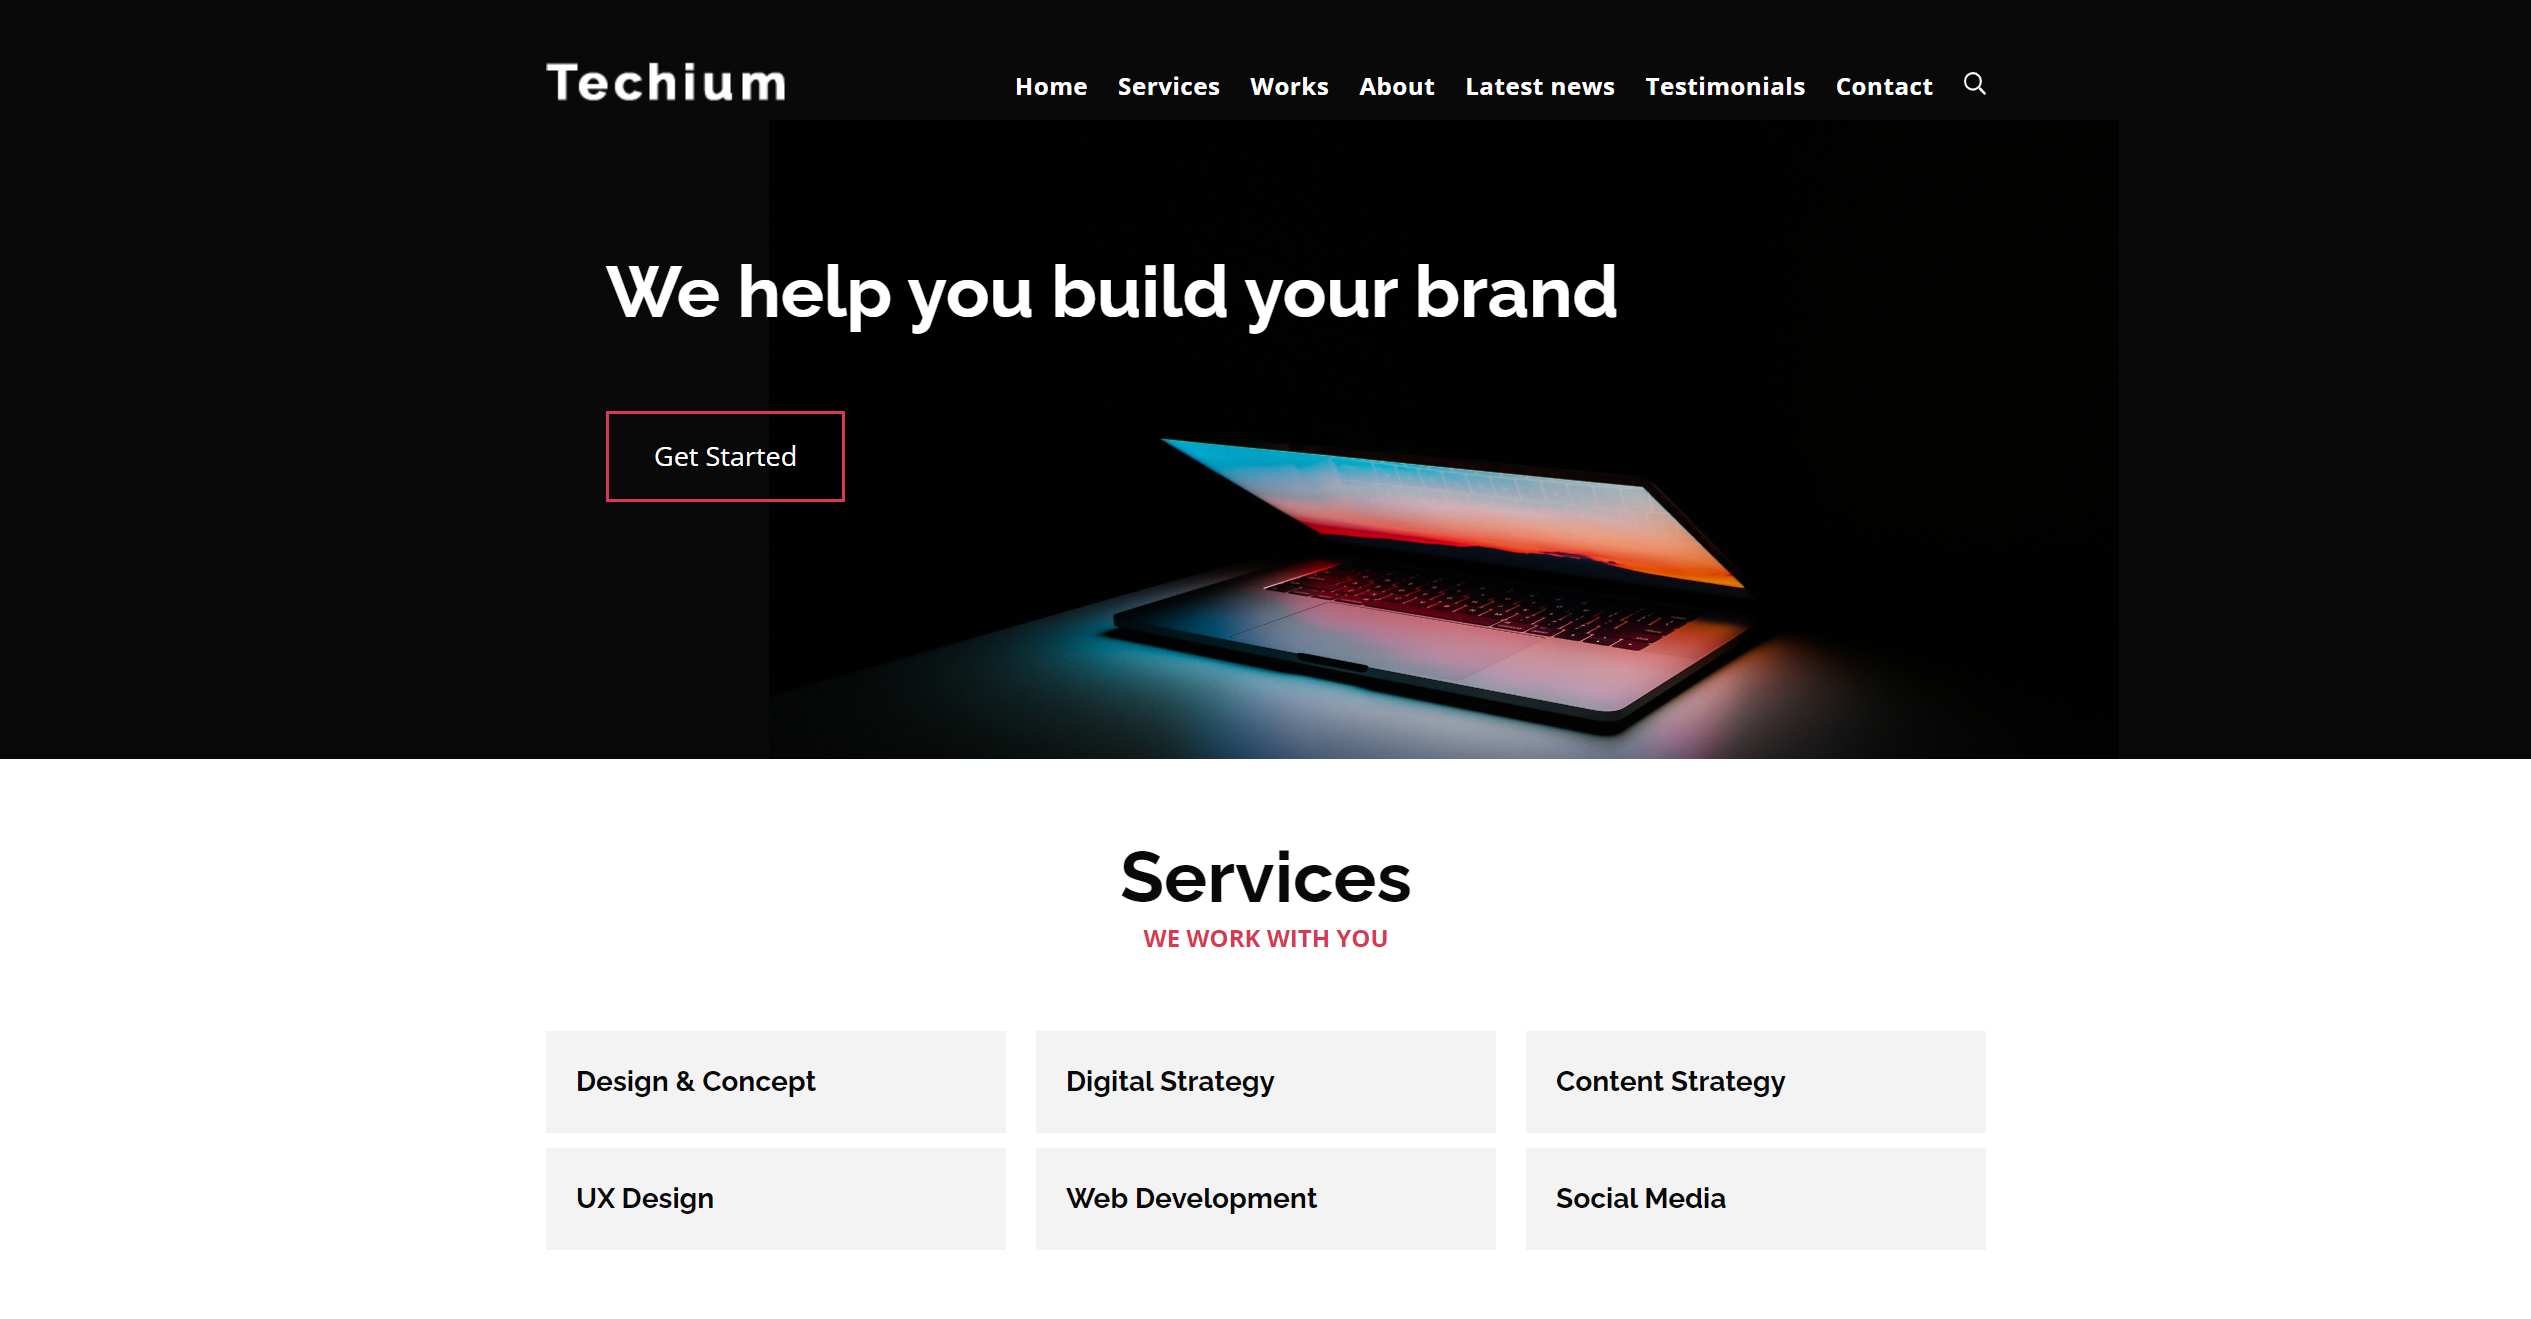 Techium
Home Services Works About Latest news Testimonials Contact
We help you build your brand
Get Started
Services
WE WORK WITH YOU
Design & Concept
Digital Strategy
Content Strategy
UX Design
Web Development
Social Media